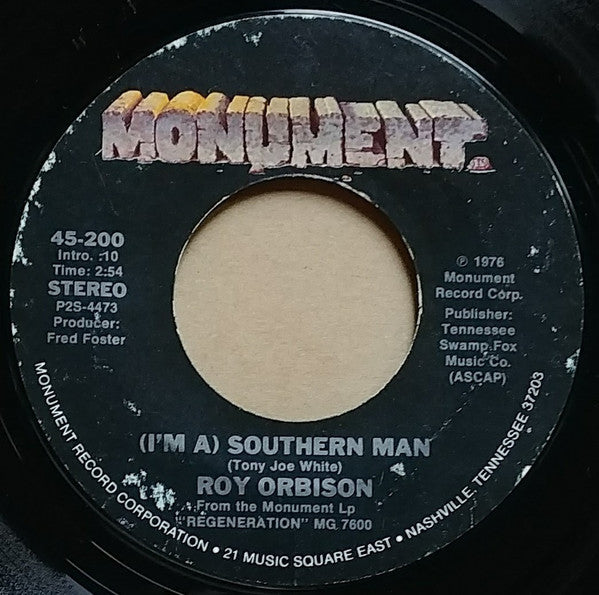 MONUMENT
45-200
Intro. :10
Time: 2:54
STEREO
P2S-4473
Producer:
Fred Foster
℗ 1976
Monument
Record Corp.
Publisher:
Tennessee
Swamp Fox
Music Co.
(ASCAP)
(I'M A) SOUTHERN MAN
(Tony Joe White)
ROY ORBISON
From the Monument Lp
"REGENERATION" MG 7600
MONUMENT RECORD CORPORATION • 21 MUSIC SQUARE EAST • NASHVILLE, TENNESSEE 37203